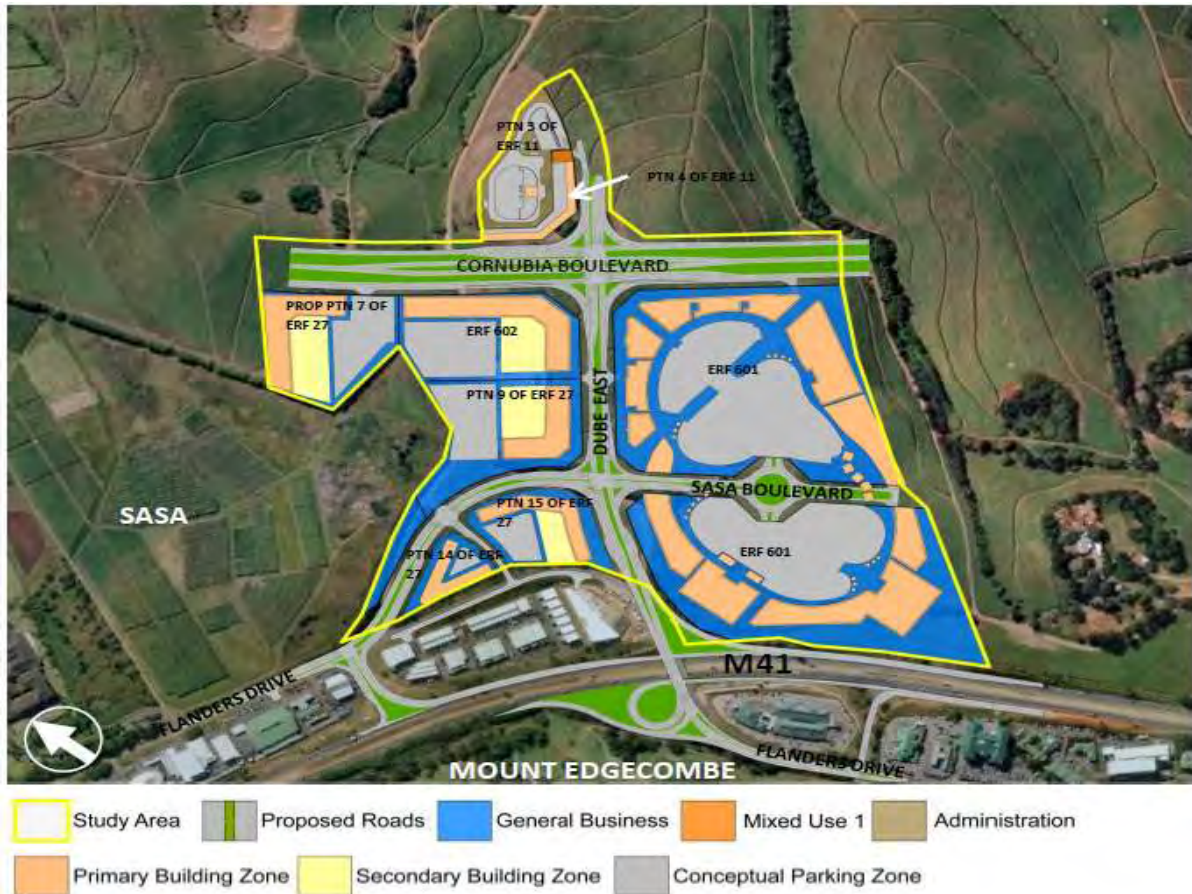 PTN 3 OF
ERF 11
PTN 4 OF ERF 11
CORNUBIA BOULEVARD
PROP PTN 7 OF
ERF 27
ERF 602
ERF 601
PTN 9 OF ERF 27
DUBE EAST
SASA BOULEVARD
SASA
PTN 15 OF ERF
27
PTN 14 OF ERF
27
ERF 601
M41
FLANDERS DRIVE
FLANDERS DRIVE
MOUNT EDGECOMBE
Study Area
Proposed Roads
General Business
Mixed Use 1
Administration
Primary Building Zone
Secondary Building Zone
Conceptual Parking Zone